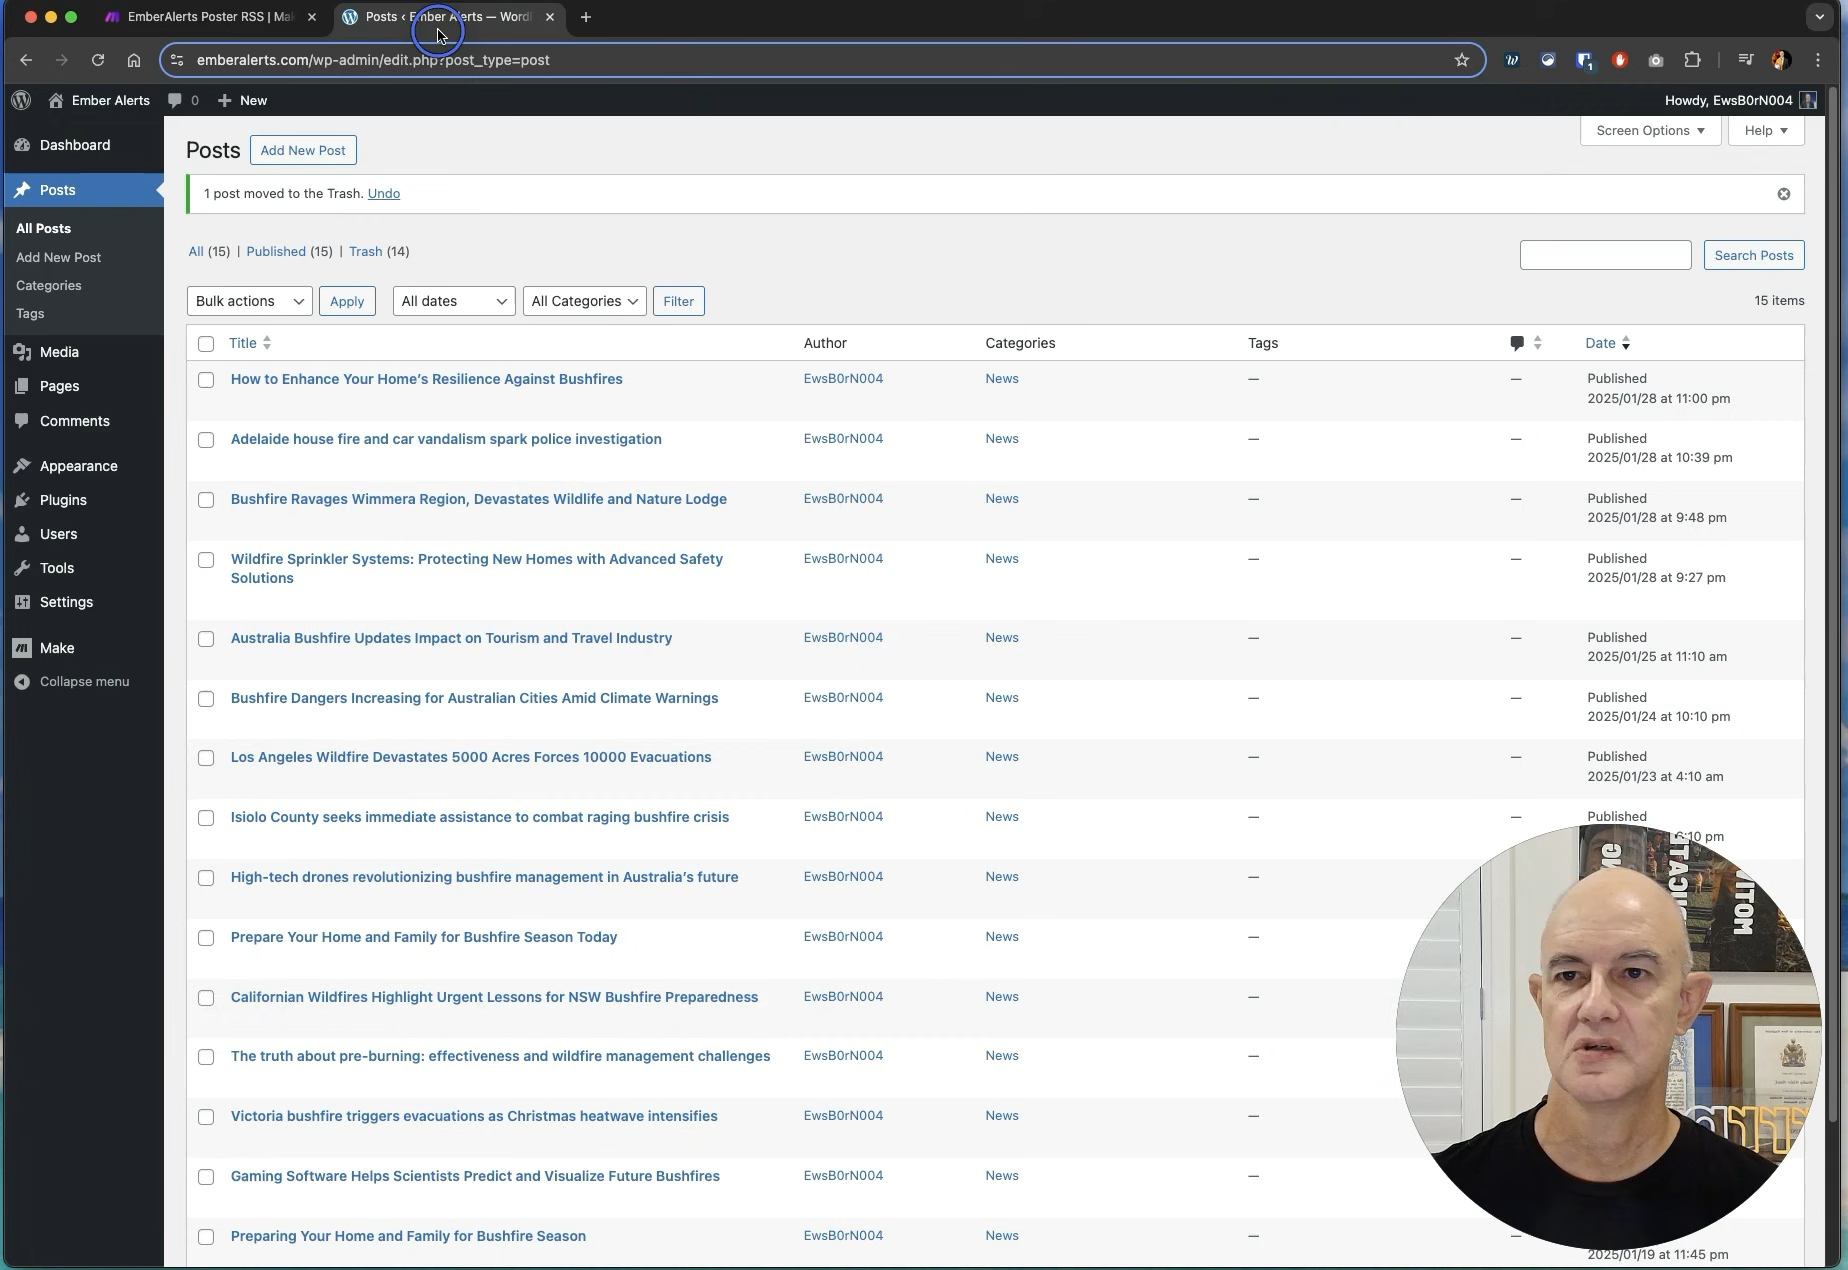 EmberAlerts Poster RSS | Mak
Posts ‹ Ember Alerts — WordP
emberalerts.com/wp-admin/edit.php?post_type=post
1
Ember Alerts
0
New
Howdy, EwsB0rN004
Dashboard
Posts
All Posts
Add New Post
Categories
Tags
Media
Pages
Comments
Appearance
Plugins
Users
Tools
Settings
Make
Collapse menu
Posts
Add New Post
Screen Options
Help
1 post moved to the Trash. Undo
All (15) | Published (15) | Trash (14)
Search Posts
Bulk actions
Apply
All dates
All Categories
Filter
15 items
Title
Author
Categories
Tags
Date
How to Enhance Your Home’s Resilience Against Bushfires
EwsB0rN004
News
—
—
Published
2025/01/28 at 11:00 pm
Adelaide house fire and car vandalism spark police investigation
EwsB0rN004
News
—
—
Published
2025/01/28 at 10:39 pm
Bushfire Ravages Wimmera Region, Devastates Wildlife and Nature Lodge
EwsB0rN004
News
—
—
Published
2025/01/28 at 9:48 pm
Wildfire Sprinkler Systems: Protecting New Homes with Advanced Safety
Solutions
EwsB0rN004
News
—
—
Published
2025/01/28 at 9:27 pm
Australia Bushfire Updates Impact on Tourism and Travel Industry
EwsB0rN004
News
—
—
Published
2025/01/25 at 11:10 am
Bushfire Dangers Increasing for Australian Cities Amid Climate Warnings
EwsB0rN004
News
—
—
Published
2025/01/24 at 10:10 pm
Los Angeles Wildfire Devastates 5000 Acres Forces 10000 Evacuations
EwsB0rN004
News
—
—
Published
2025/01/23 at 4:10 am
Isiolo County seeks immediate assistance to combat raging bushfire crisis
EwsB0rN004
News
—
—
Published
6:10 pm
High-tech drones revolutionizing bushfire management in Australia’s future
EwsB0rN004
News
—
Prepare Your Home and Family for Bushfire Season Today
EwsB0rN004
News
—
Californian Wildfires Highlight Urgent Lessons for NSW Bushfire Preparedness
EwsB0rN004
News
—
The truth about pre-burning: effectiveness and wildfire management challenges
EwsB0rN004
News
—
Victoria bushfire triggers evacuations as Christmas heatwave intensifies
EwsB0rN004
News
—
Gaming Software Helps Scientists Predict and Visualize Future Bushfires
EwsB0rN004
News
—
Preparing Your Home and Family for Bushfire Season
EwsB0rN004
News
—
—
2025/01/19 at 11:45 pm